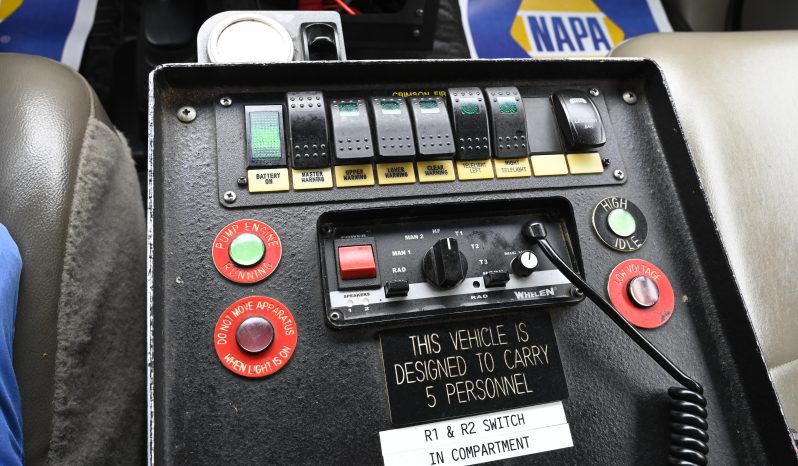 NAPA
CRIMSON FIRE
BATTERY
ON
MASTER
WARNING
UPPER
WARNING
LOWER
WARNING
CLEAR
WARNING
TELELIGHT
LEFT
RIGHT
TELELIGHT
PUMP ENGINE
RUNNING
HIGH
IDLE
POWER
MAN 2
HF
T1
MAN 1
T2
RAD
T3
SPEAKERS
1 2
RAD
WHELEN
DO NOT MOVE APPARATUS
WHEN LIGHT IS ON
LOW VOLTAGE
THIS VEHICLE IS
DESIGNED TO CARRY
5 PERSONNEL
R1 & R2 SWITCH
IN COMPARTMENT